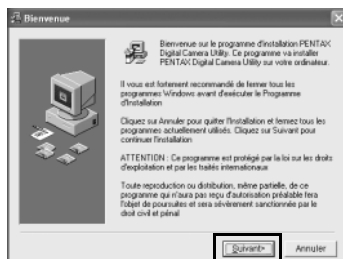 Bienvenue
Bienvenue sur le programme d'installation PENTAX
Digital Camera Utility. Ce programme va installer
PENTAX Digital Camera Utility sur votre ordinateur.
Il vous est fortement recommandé de fermer tous les
programmes Windows avant d'exécuter le Programme
d'Installation
Cliquez sur Annuler pour quitter l'Installation et fermez tous les
programmes actuellement utilisés. Cliquez sur Suivant pour
continuer l'installation
ATTENTION : Ce programme est protégé par la loi sur les droits
d'exploitation et par les traités internationaux
Toute reproduction ou distribution, même partielle, de ce
programme qui n'aura pas reçu d'autorisation préalable fera
l'objet de poursuites et sera sévèrement sanctionnée par le
droit civil et pénal
Suivant>
Annuler